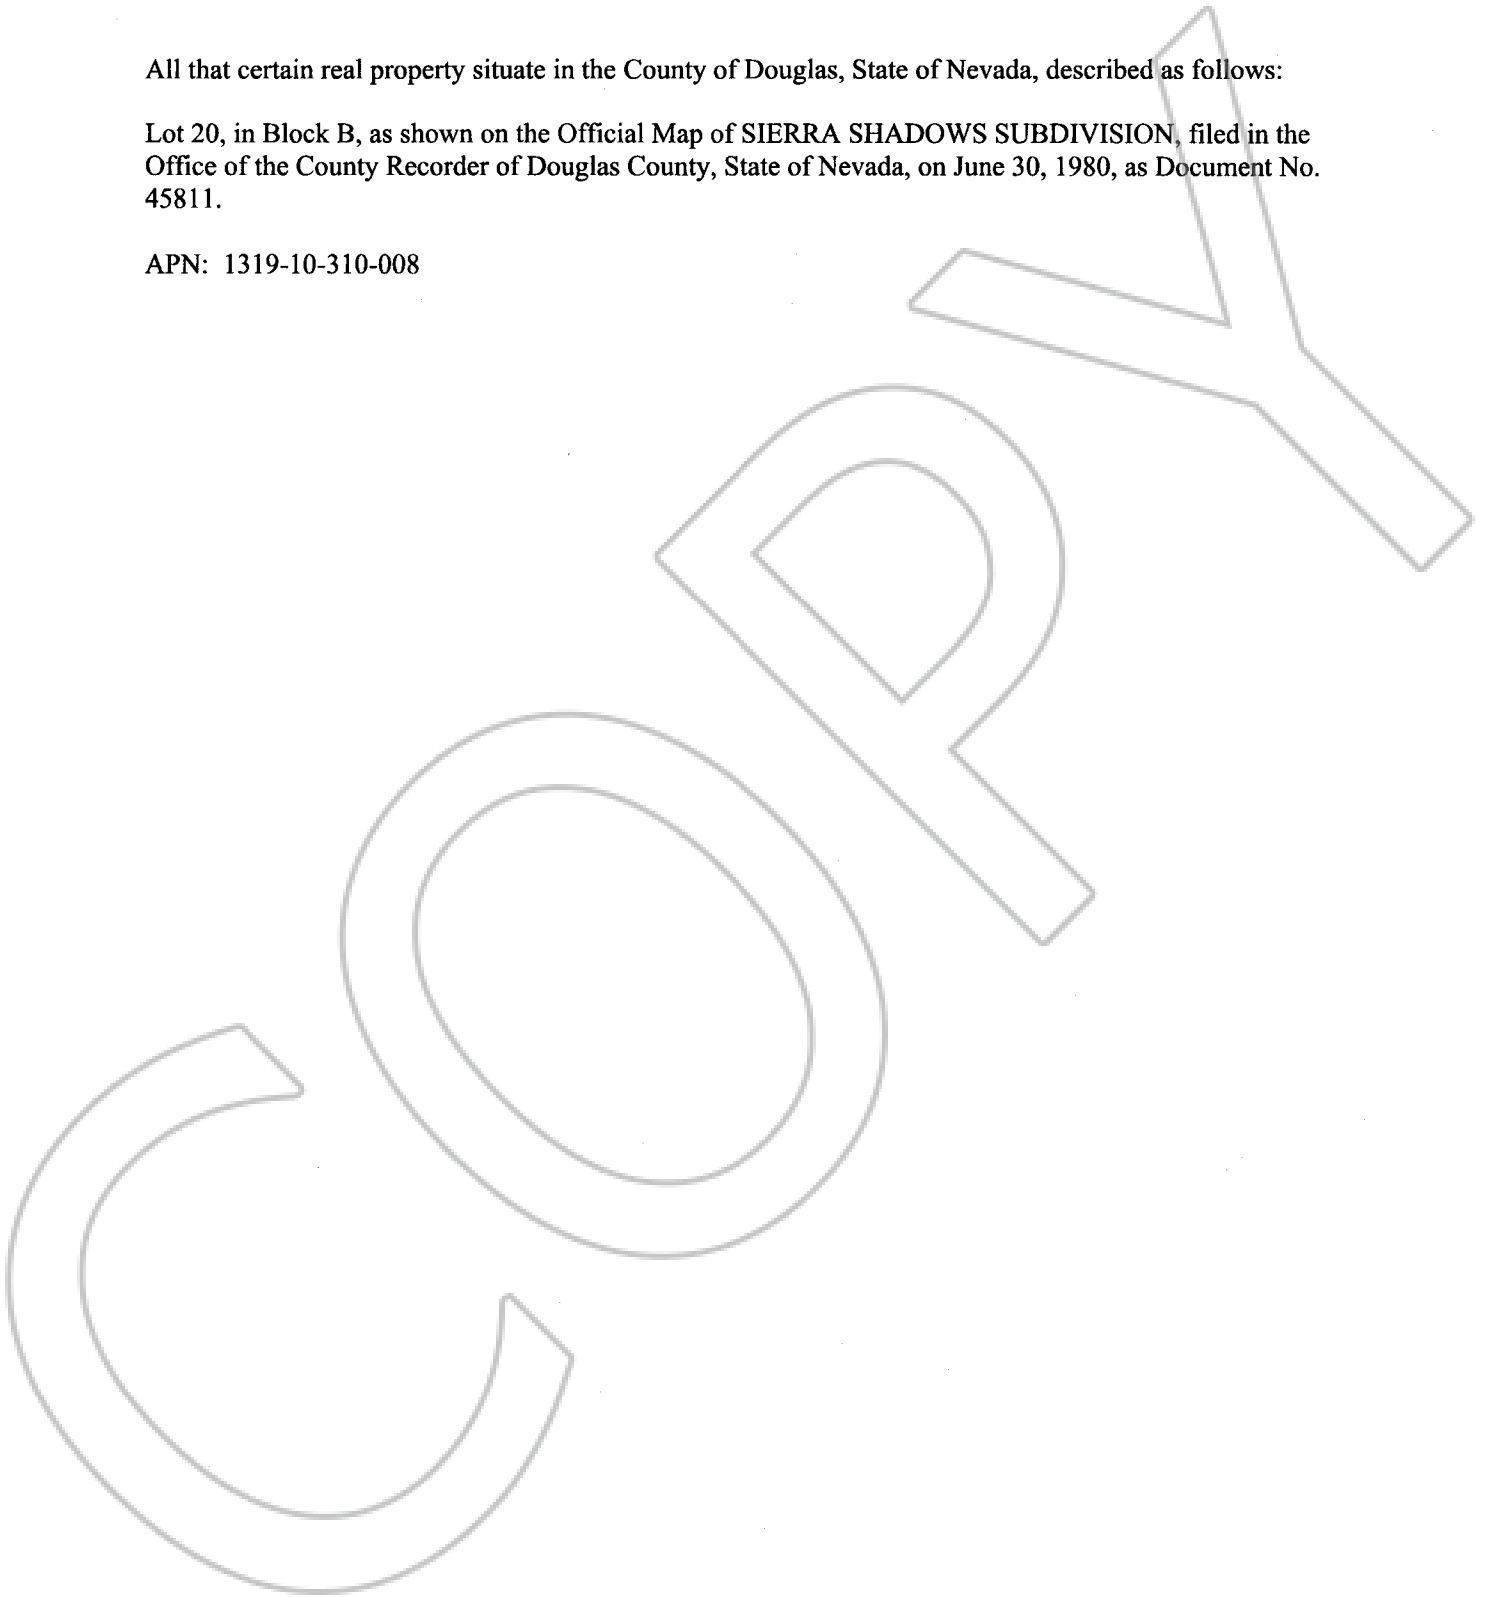 All that certain real property situate in the County of Douglas, State of Nevada, described as follows:
Lot 20, in Block B, as shown on the Official Map of SIERRA SHADOWS SUBDIVISION, filed in the
Office of the County Recorder of Douglas County, State of Nevada, on June 30, 1980, as Document No.
45811.
APN: 1319-10-310-008
COPY